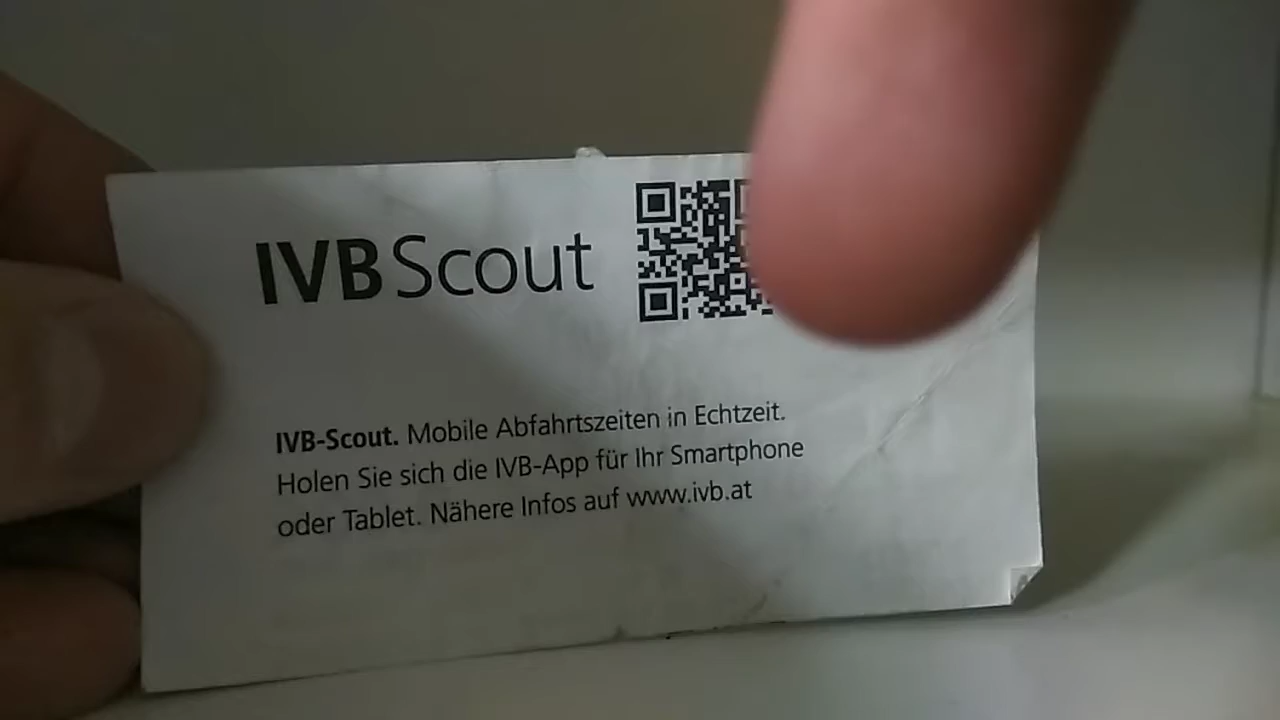 IVB Scout
IVB-Scout. Mobile Abfahrtszeiten in Echtzeit.
Holen Sie sich die IVB-App für Ihr Smartphone
oder Tablet. Nähere Infos auf www.ivb.at